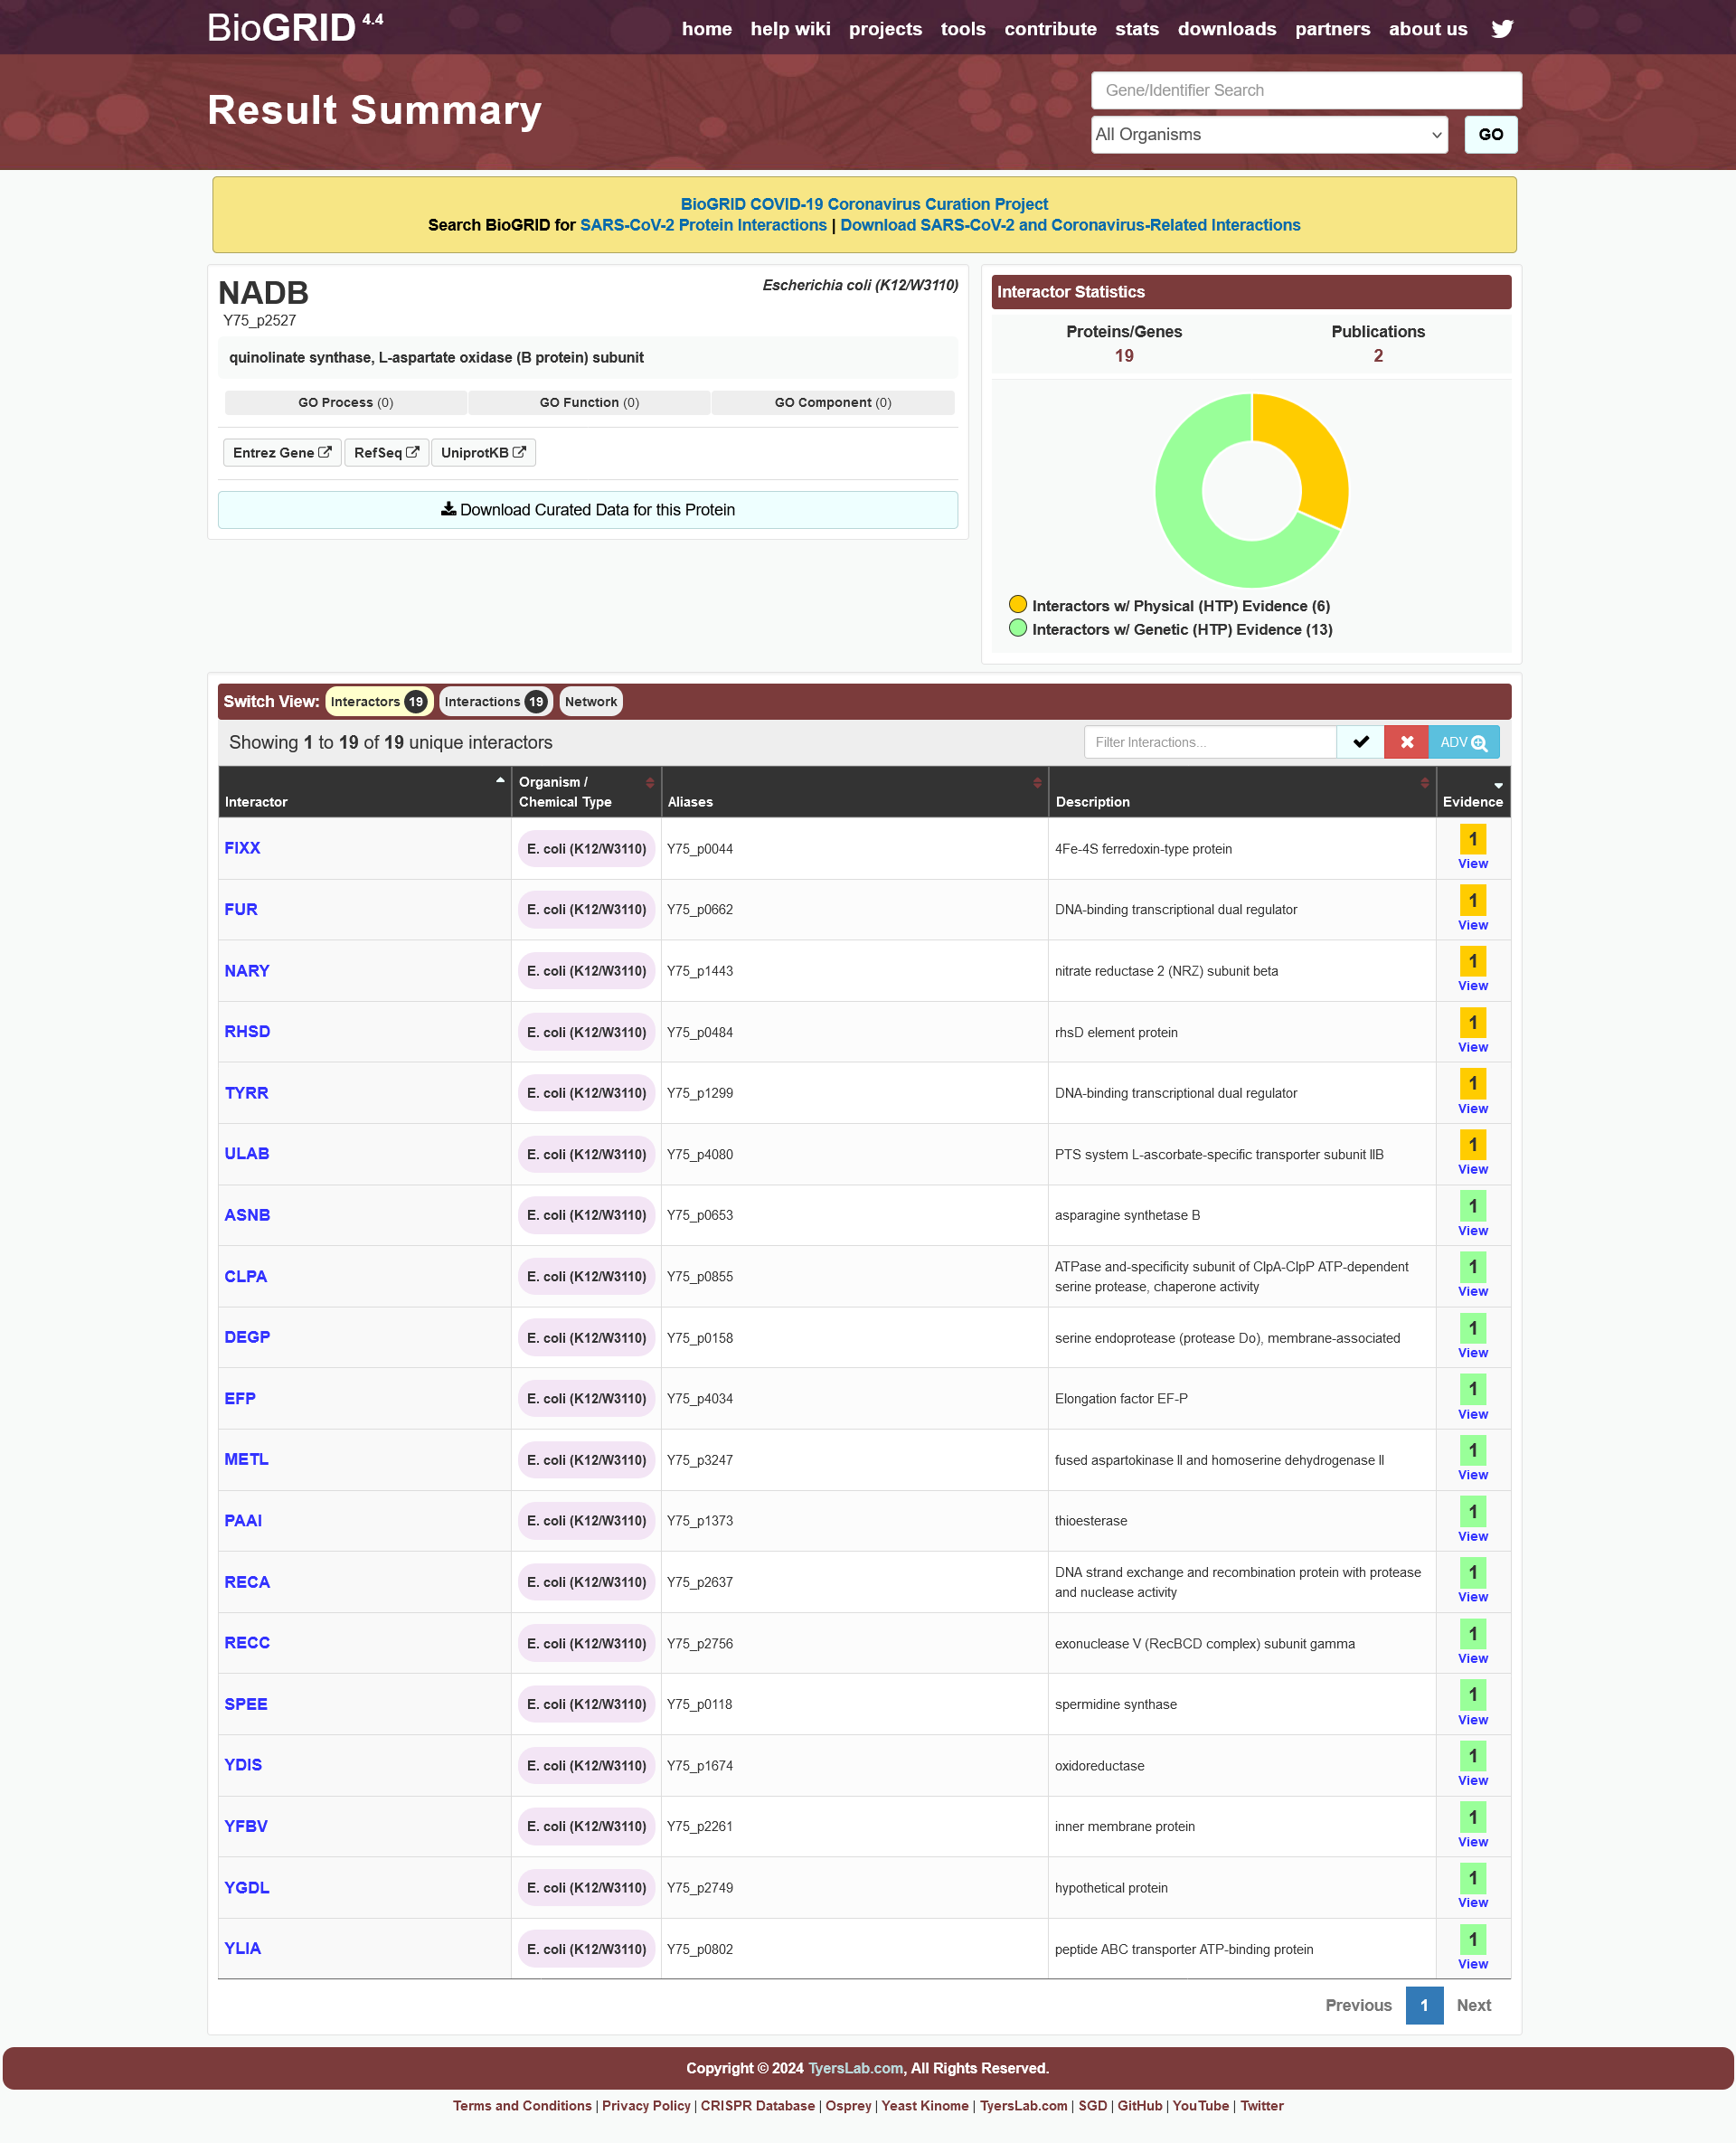 BioGRID 4.4
home help wiki projects tools contribute stats downloads partners about us
Result Summary
Gene/Identifier Search
All Organisms
GO
BioGRID COVID-19 Coronavirus Curation Project
Search BioGRID for SARS-CoV-2 Protein Interactions | Download SARS-CoV-2 and Coronavirus-Related Interactions
NADB
Escherichia coli (K12/W3110)
Y75_p2527
quinolinate synthase, L-aspartate oxidase (B protein) subunit
GO Process (0) GO Function (0) GO Component (0)
Entrez Gene RefSeq UniprotKB
Download Curated Data for this Protein
Interactor Statistics
Proteins/Genes Publications
19 2
Interactors w/ Physical (HTP) Evidence (6)
Interactors w/ Genetic (HTP) Evidence (13)
Switch View: Interactors 19 Interactions 19 Network
Showing 1 to 19 of 19 unique interactors
Filter Interactions...
ADV
Interactor Organism / Chemical Type Aliases Description Evidence
FIXX E. coli (K12/W3110) Y75_p0044 4Fe-4S ferredoxin-type protein 1
View
FUR E. coli (K12/W3110) Y75_p0662 DNA-binding transcriptional dual regulator 1
View
NARY E. coli (K12/W3110) Y75_p1443 nitrate reductase 2 (NRZ) subunit beta 1
View
RHSD E. coli (K12/W3110) Y75_p0484 rhsD element protein 1
View
TYRR E. coli (K12/W3110) Y75_p1299 DNA-binding transcriptional dual regulator 1
View
ULAB E. coli (K12/W3110) Y75_p4080 PTS system L-ascorbate-specific transporter subunit IIB 1
View
ASNB E. coli (K12/W3110) Y75_p0653 asparagine synthetase B 1
View
CLPA E. coli (K12/W3110) Y75_p0855 ATPase and-specificity subunit of ClpA-ClpP ATP-dependent
serine protease, chaperone activity 1
View
DEGP E. coli (K12/W3110) Y75_p0158 serine endoprotease (protease Do), membrane-associated 1
View
EFP E. coli (K12/W3110) Y75_p4034 Elongation factor EF-P 1
View
METL E. coli (K12/W3110) Y75_p3247 fused aspartokinase II and homoserine dehydrogenase II 1
View
PAAI E. coli (K12/W3110) Y75_p1373 thioesterase 1
View
RECA E. coli (K12/W3110) Y75_p2637 DNA strand exchange and recombination protein with protease
and nuclease activity 1
View
RECC E. coli (K12/W3110) Y75_p2756 exonuclease V (RecBCD complex) subunit gamma 1
View
SPEE E. coli (K12/W3110) Y75_p0118 spermidine synthase 1
View
YDIS E. coli (K12/W3110) Y75_p1674 oxidoreductase 1
View
YFBV E. coli (K12/W3110) Y75_p2261 inner membrane protein 1
View
YGDL E. coli (K12/W3110) Y75_p2749 hypothetical protein 1
View
YLIA E. coli (K12/W3110) Y75_p0802 peptide ABC transporter ATP-binding protein 1
View
Previous 1 Next
Copyright © 2024 TyersLab.com, All Rights Reserved.
Terms and Conditions | Privacy Policy | CRISPR Database | Osprey | Yeast Kinome | TyersLab.com | SGD | GitHub | YouTube | Twitter